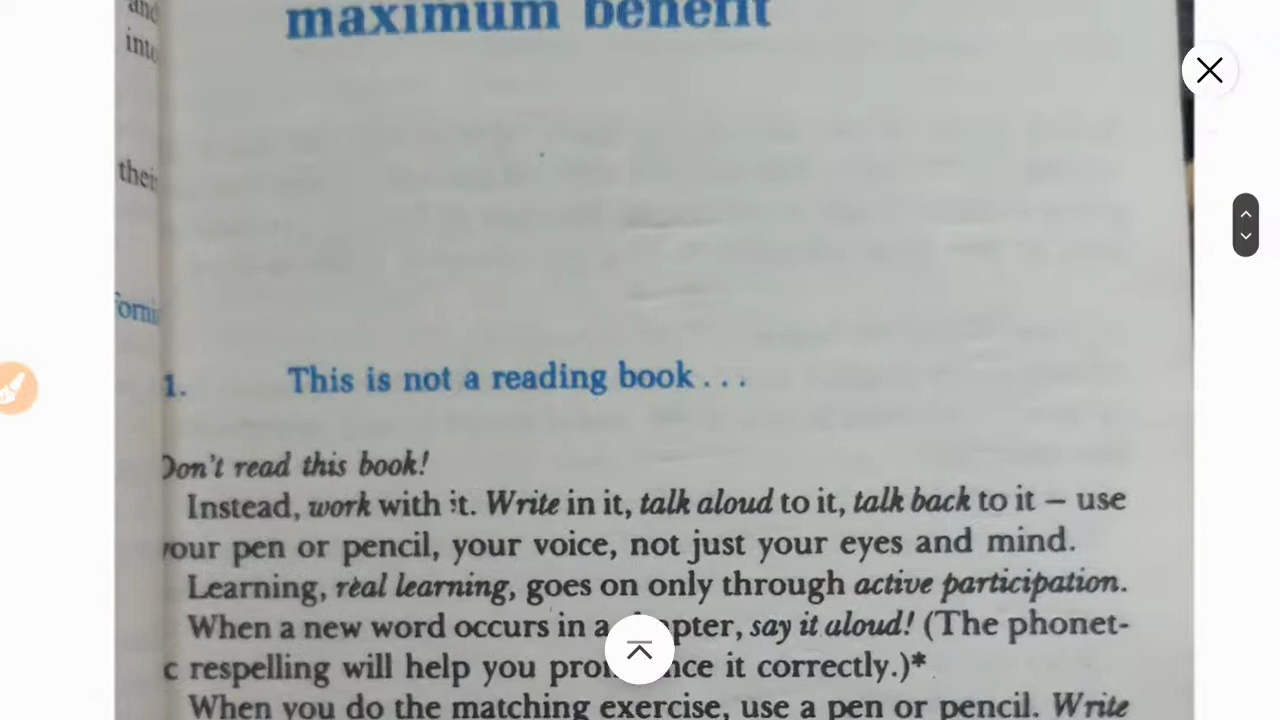 and
into
their
maximum benefit
1. This is not a reading book...
Don't read this book!
Instead, work with it. Write in it, talk aloud to it, talk back to it – use
your pen or pencil, your voice, not just your eyes and mind.
Learning, real learning, goes on only through active participation.
When a new word occurs in a chapter, say it aloud! (The phonet-
c respelling will help you pronounce it correctly.)*
When you do the matching exercise, use a pen or pencil. Write